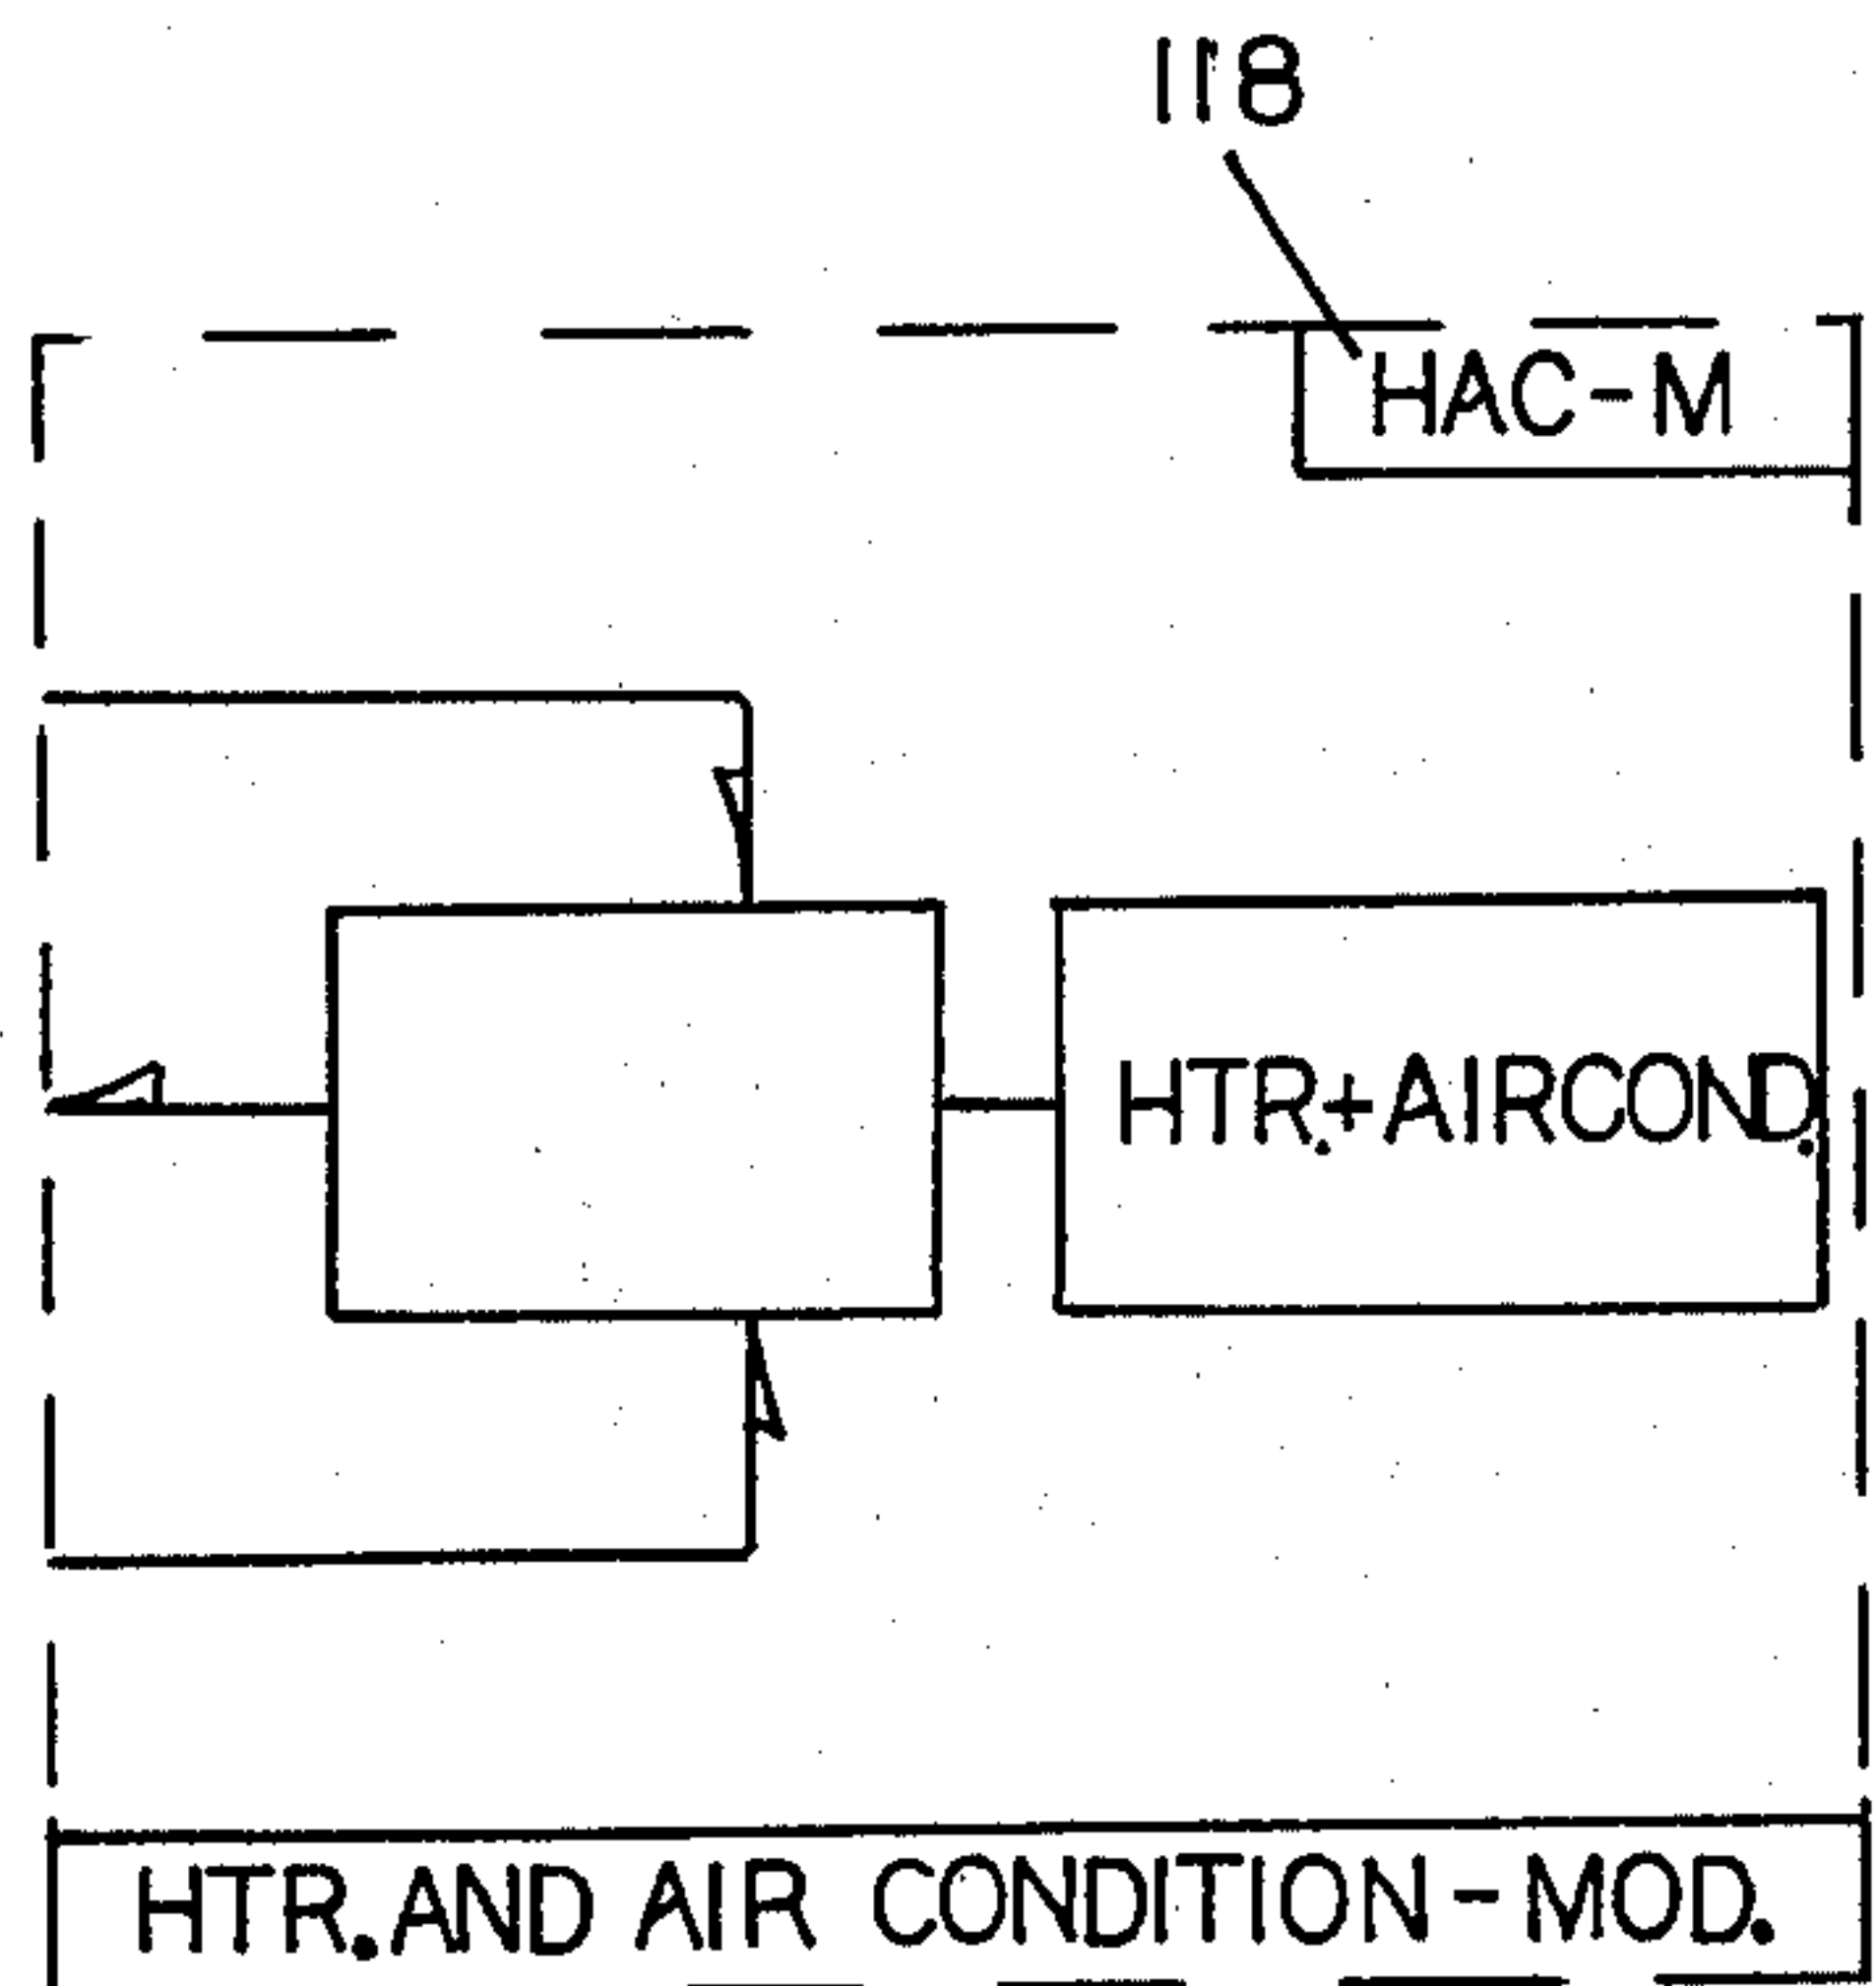 118
HAC-M
HTR.+AIRCOND.
HTR.AND AIR CONDITION-MOD.